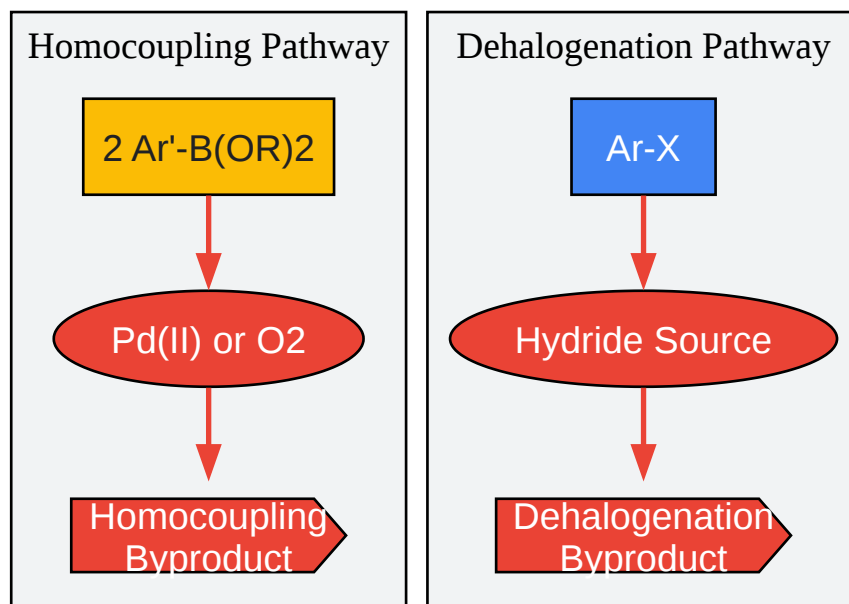 Homocoupling Pathway
2 Ar'-B(OR)2
Pd(II) or O2
Homocoupling
Byproduct
Dehalogenation Pathway
Ar-X
Hydride Source
Dehalogenation
Byproduct